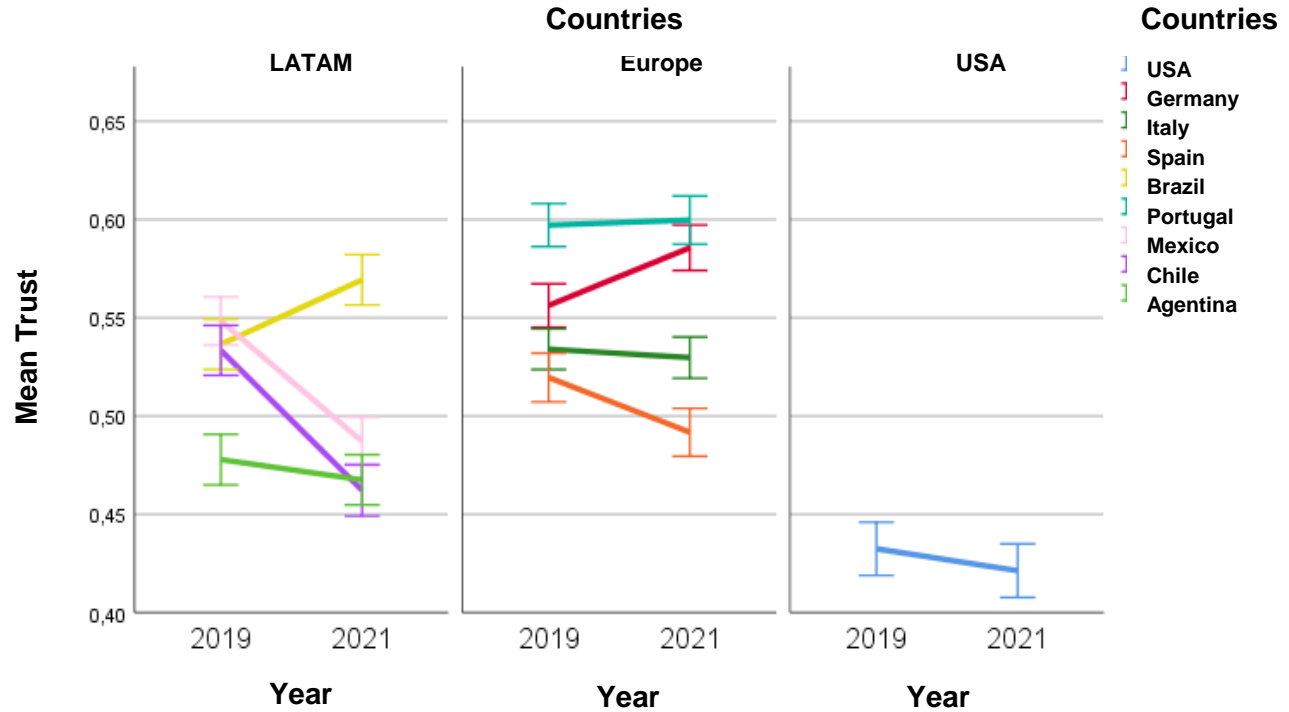 Countries
Countries
LATAM
Europe
USA
USA
Germany
Italy
Spain
Brazil
Portugal
Mexico
Chile
Agentina
Mean Trust
0,65
0,60
0,55
0,50
0,45
0,40
2019
2021
2019
2021
2019
2021
Year
Year
Year